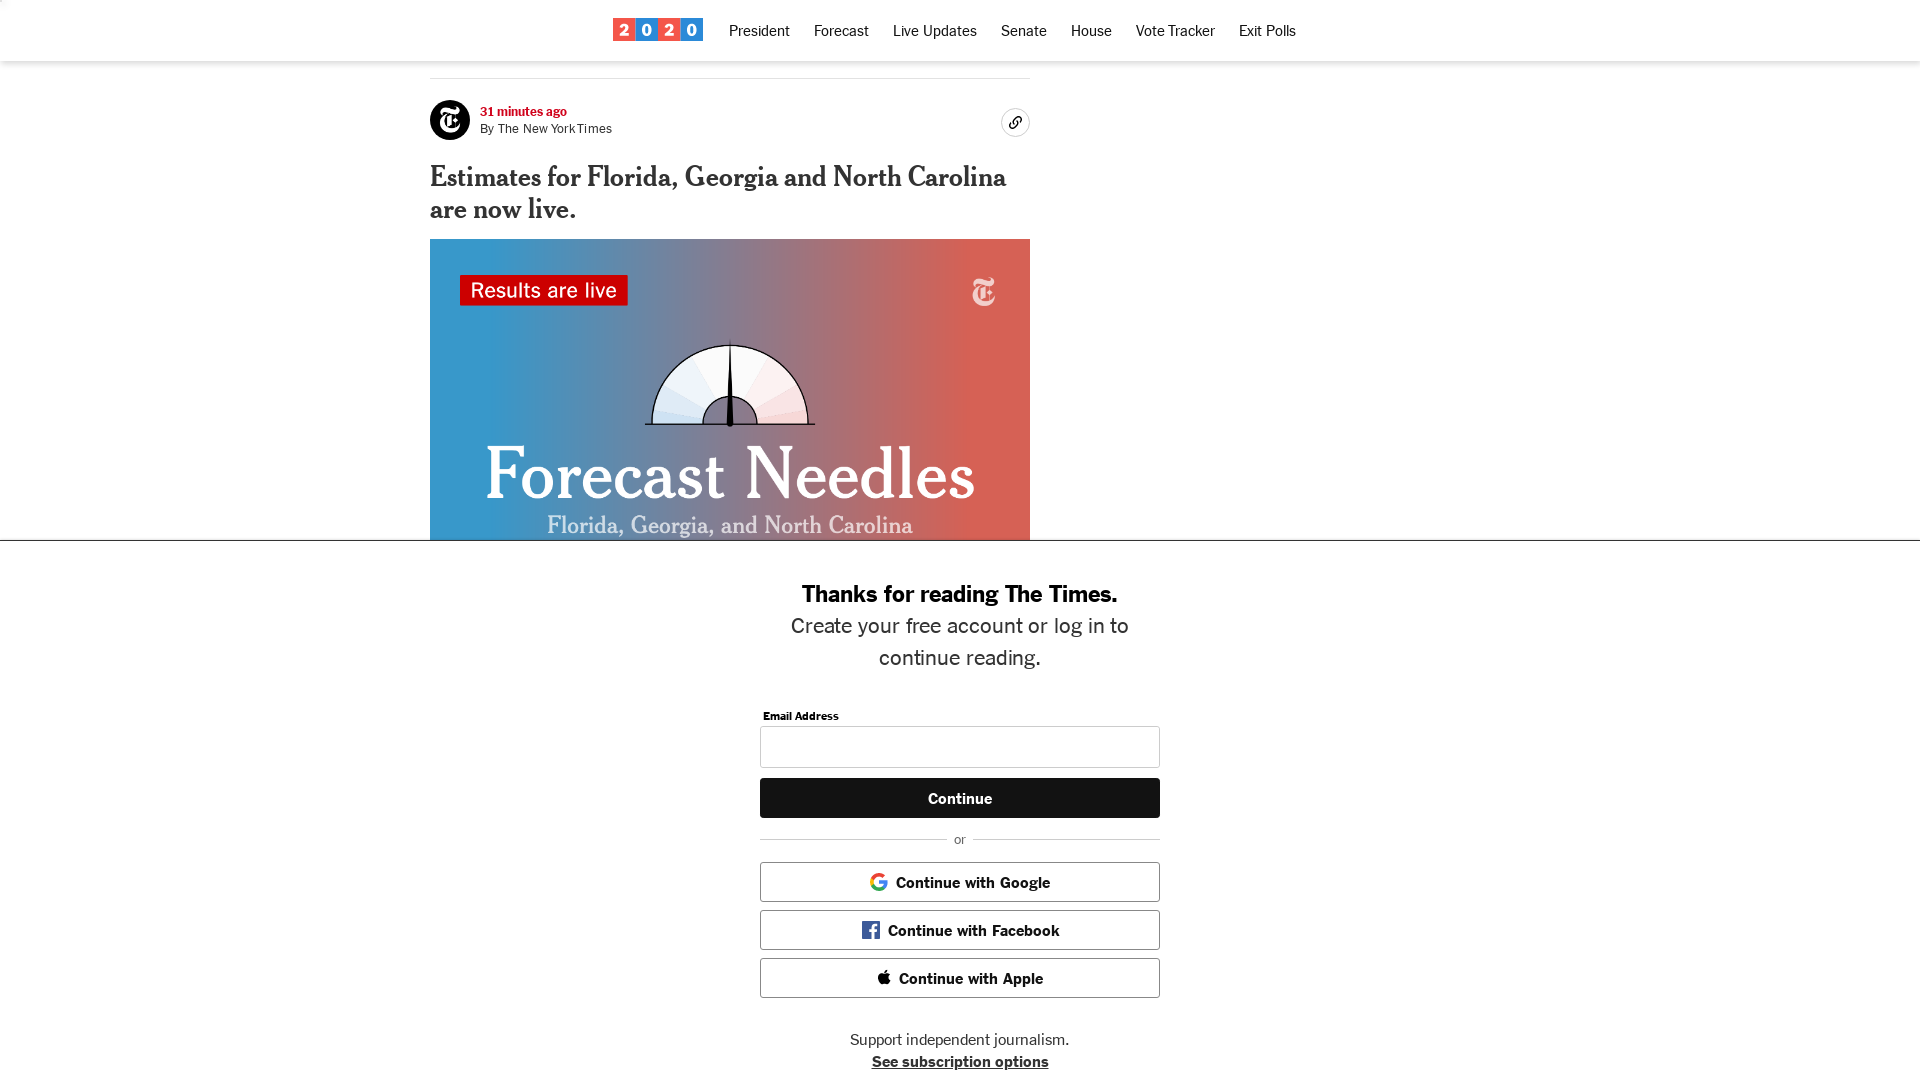 2020 President Forecast Live Updates Senate House Vote Tracker Exit Polls
31 minutes ago
By The New York Times
Estimates for Florida, Georgia and North Carolina
are now live.
Results are live
Forecast Needles
Florida, Georgia, and North Carolina
Thanks for reading The Times.
Create your free account or log in to
continue reading.
Email Address
Continue
or
Continue with Google
Continue with Facebook
Continue with Apple
Support independent journalism.
See subscription options